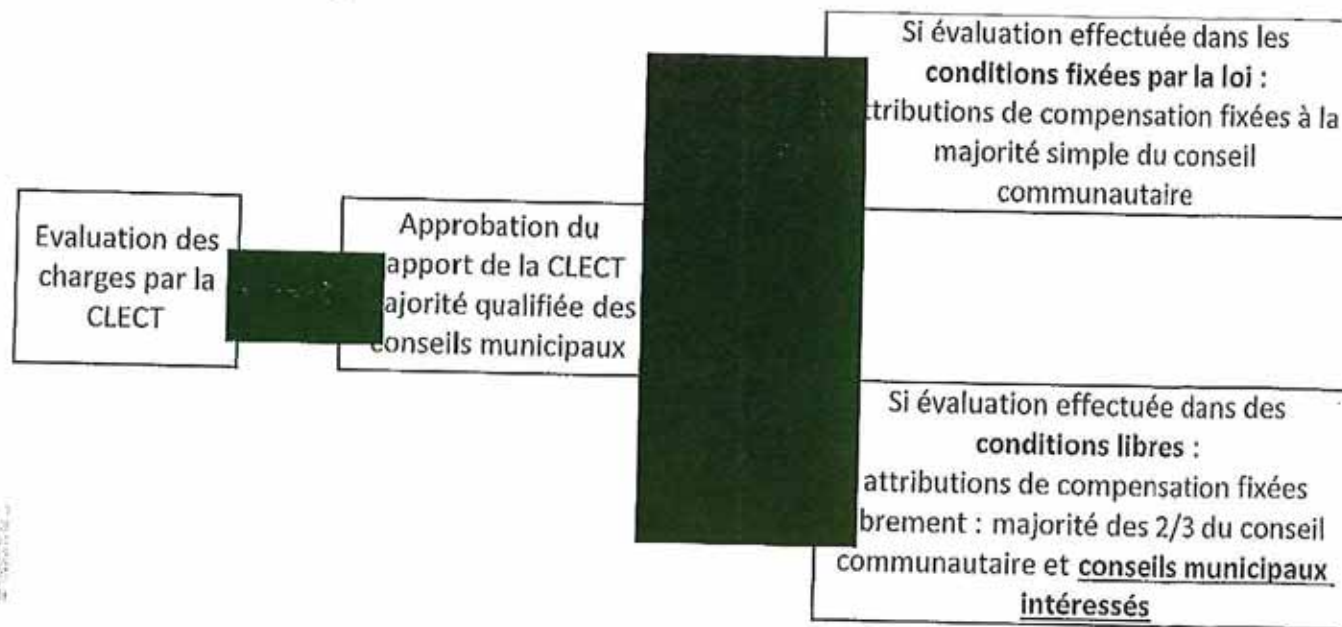 Evaluation des
charges par la
CLECT
Approbation du
apport de la CLECT
ajorité qualifiée des
conseils municipaux
Si évaluation effectuée dans les
conditions fixées par la loi :
ttributions de compensation fixées à la
majorité simple du conseil
communautaire
Si évaluation effectuée dans des
conditions libres :
attributions de compensation fixées
brement : majorité des 2/3 du conseil
communautaire et conseils municipaux
intéressés